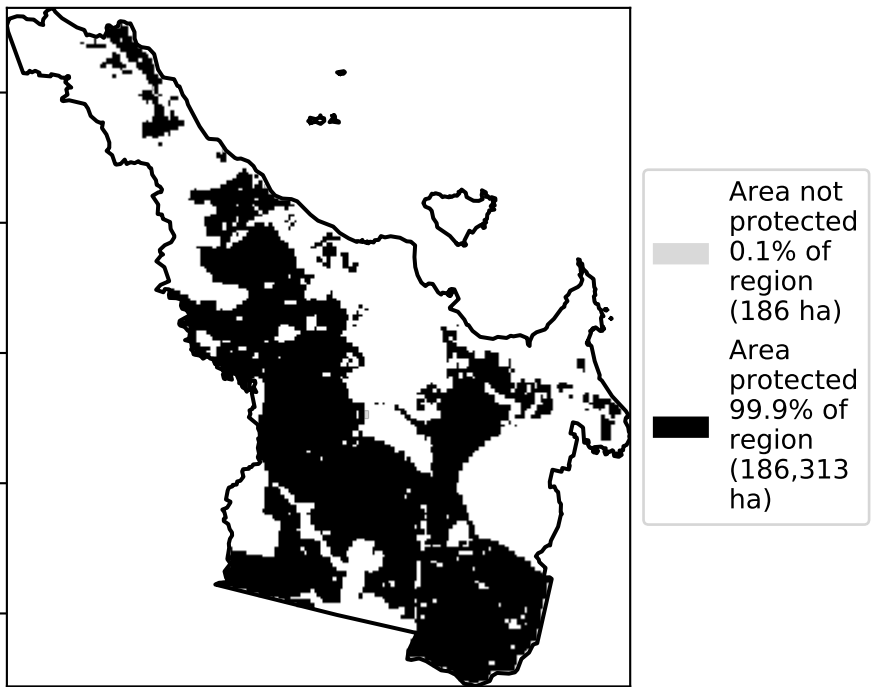 Area not
protected
0.1% of
region
(186 ha)
Area
protected
99.9% of
region
(186,313
ha)